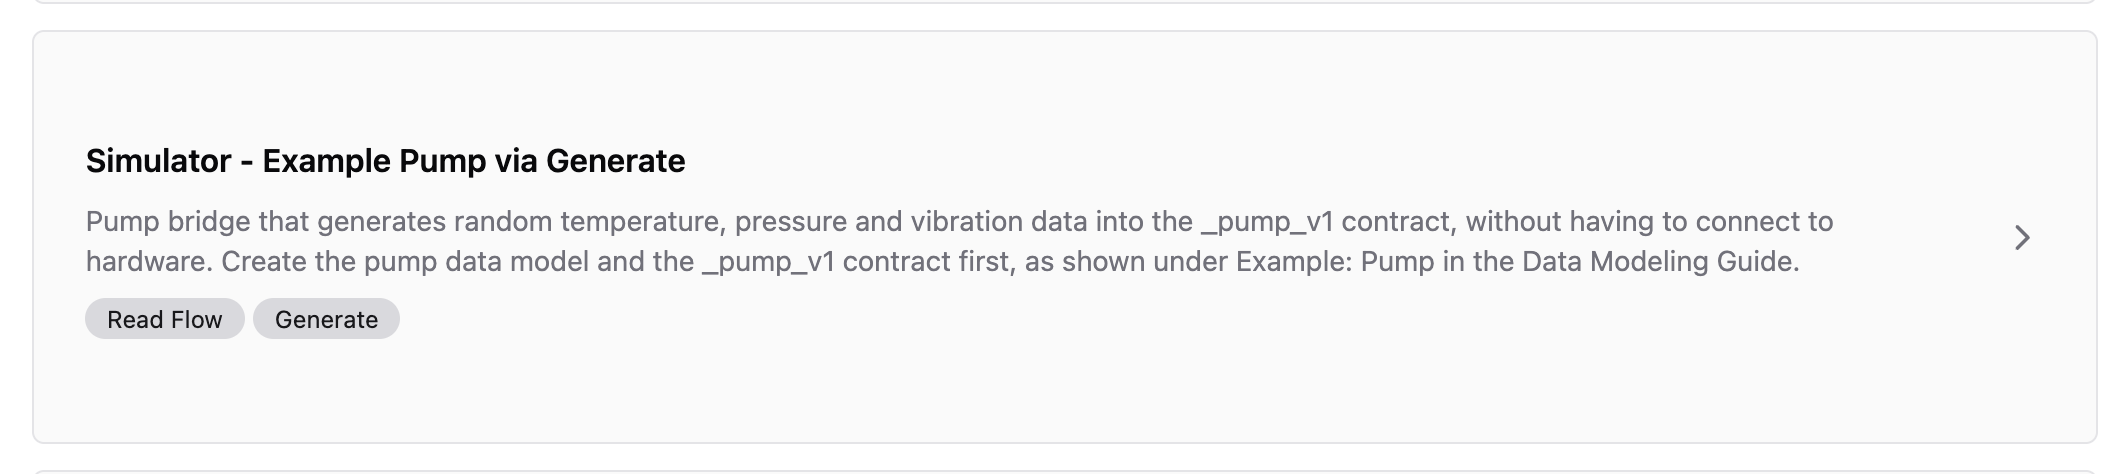 Simulator - Example Pump via Generate
Pump bridge that generates random temperature, pressure and vibration data into the _pump_v1 contract, without having to connect to
hardware. Create the pump data model and the _pump_v1 contract first, as shown under Example: Pump in the Data Modeling Guide.
Read Flow Generate